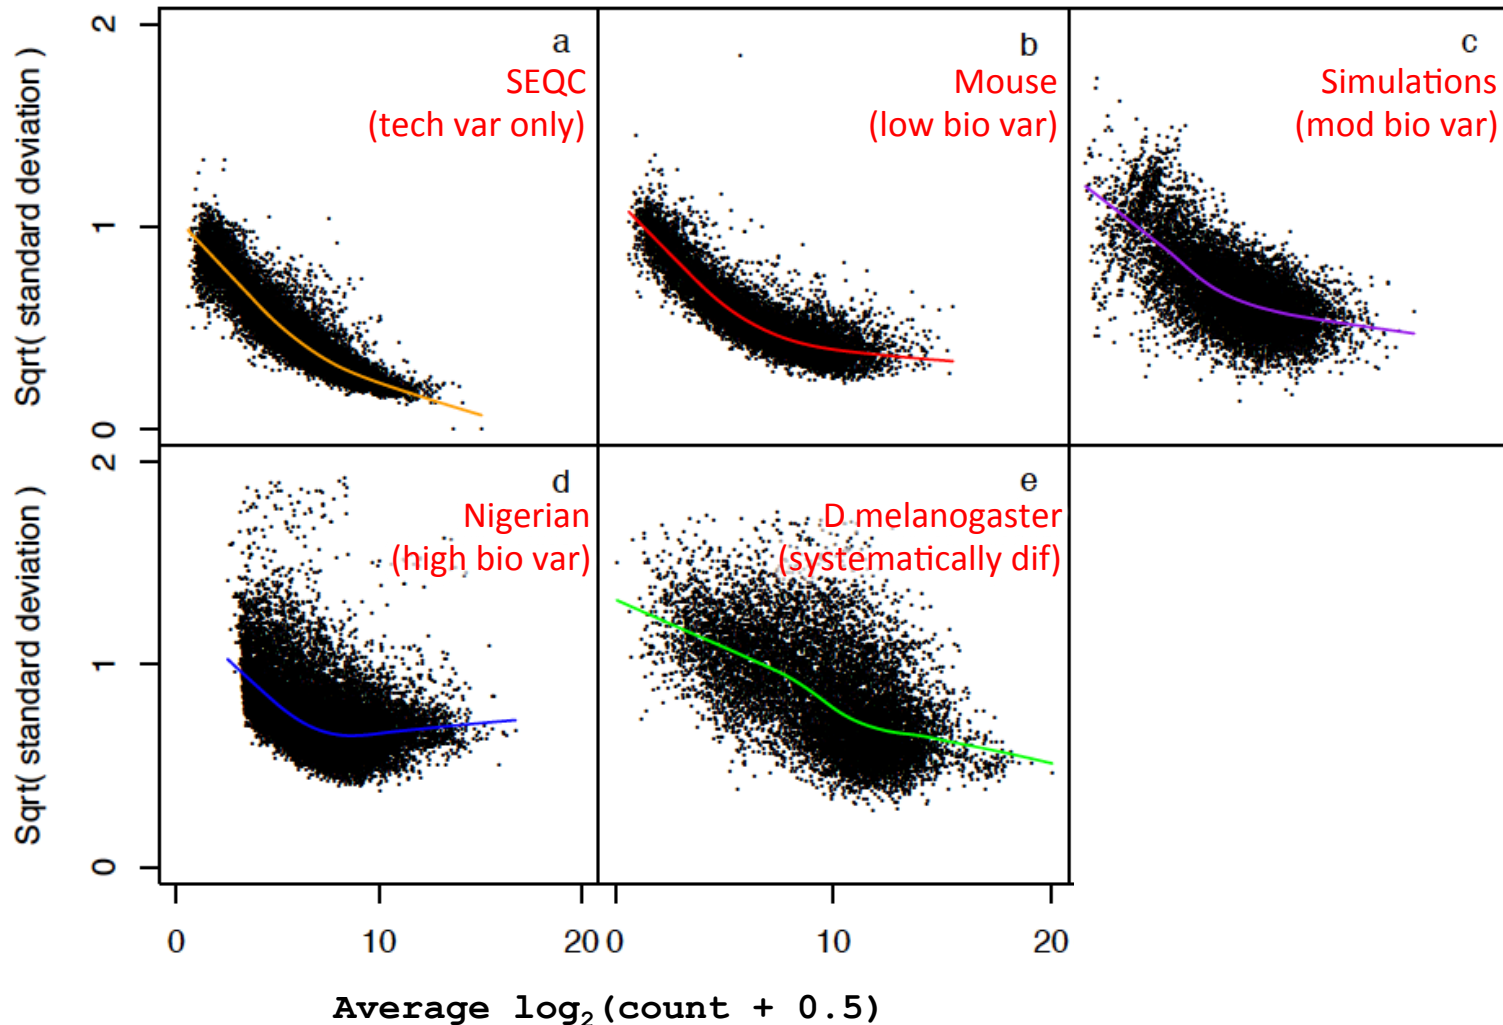 2
a
b
c
SEQC
(tech var only)
Mouse
(low bio var)
Simulations
(mod bio var)
Sqrt( standard deviation )
1
0
2
d
e
Nigerian
(high bio var)
D melanogaster
(systematically dif)
Sqrt( standard deviation )
1
0
0 10 20 0 10 20
Average log₂(count + 0.5)